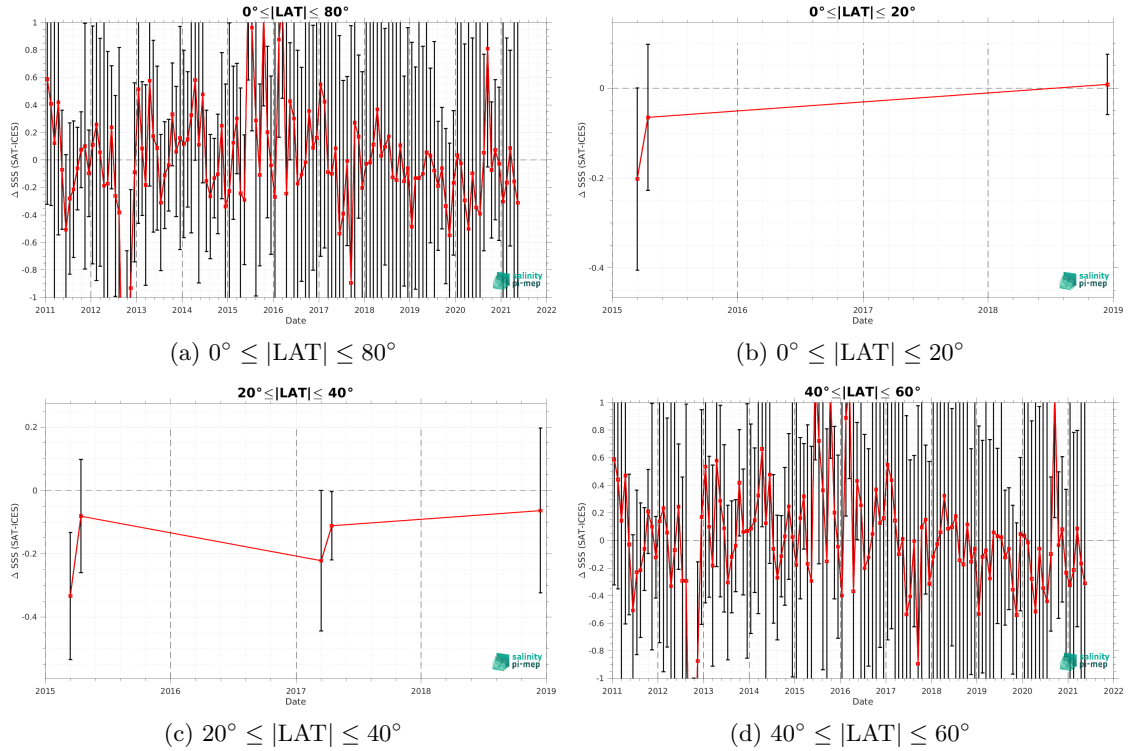 0°≤|LAT|≤ 80°
Δ SSS (SAT-ICES)
1
0.8
0.6
0.4
0.2
0
-0.2
-0.4
-0.6
-0.8
-1
2011 2012 2013 2014 2015 2016 2017 2018 2019 2020 2021 2022
Date
salinity
pi-mep
(a) 0° ≤ |LAT| ≤ 80°
0°≤|LAT|≤ 20°
Δ SSS (SAT-ICES)
0
-0.2
-0.4
2015 2016 2017 2018 2019
Date
salinity
pi-mep
(b) 0° ≤ |LAT| ≤ 20°
20°≤|LAT|≤ 40°
Δ SSS (SAT-ICES)
0.2
0
-0.2
-0.4
2015 2016 2017 2018 2019
Date
salinity
pi-mep
(c) 20° ≤ |LAT| ≤ 40°
40°≤|LAT|≤ 60°
Δ SSS (SAT-ICES)
1
0.8
0.6
0.4
0.2
0
-0.2
-0.4
-0.6
-0.8
-1
2011 2012 2013 2014 2015 2016 2017 2018 2019 2020 2021 2022
Date
salinity
pi-mep
(d) 40° ≤ |LAT| ≤ 60°